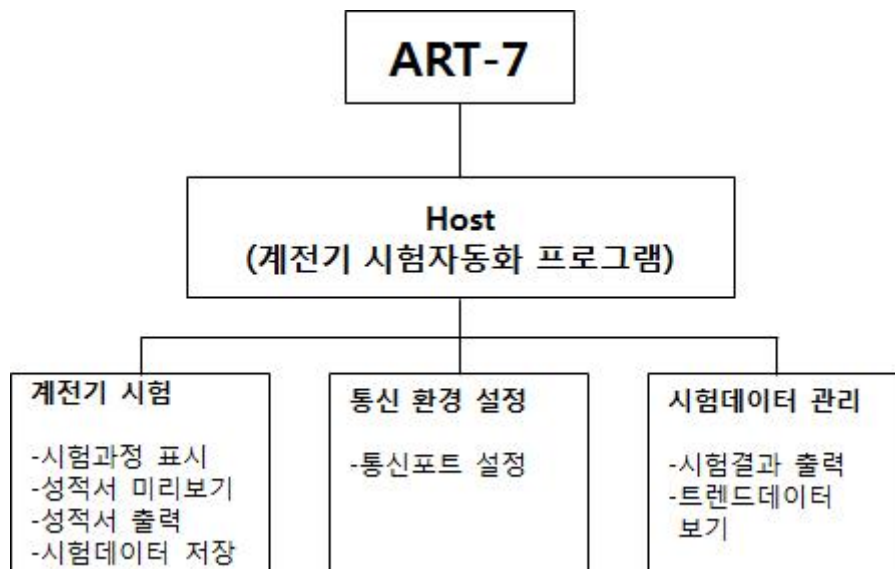 ART-7
Host
(계전기 시험자동화 프로그램)
계전기 시험
-시험과정 표시
-성적서 미리보기
-성적서 출력
-시험데이터 저장
통신 환경 설정
-통신포트 설정
시험데이터 관리
-시험결과 출력
-트렌드데이터
보기